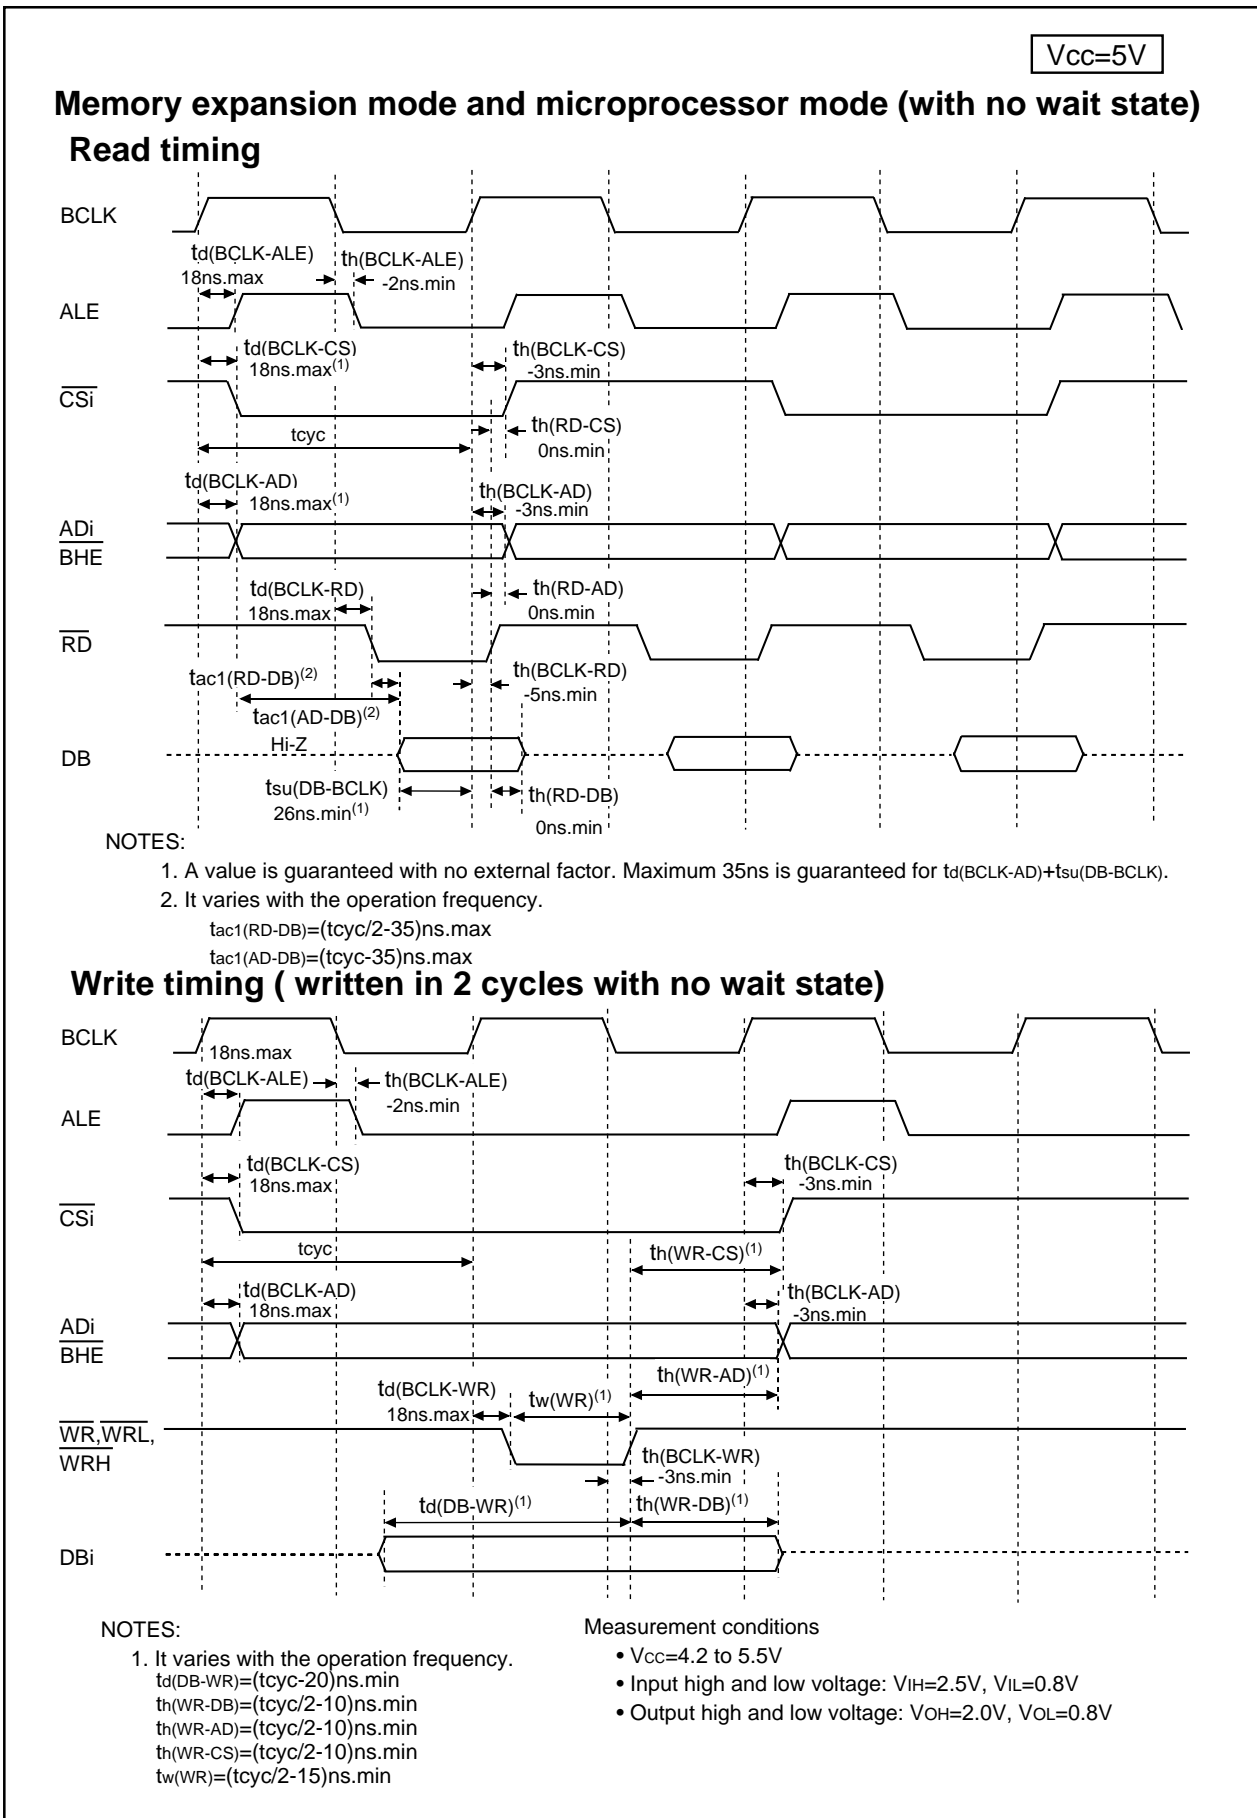 Vcc=5V
Memory expansion mode and microprocessor mode (with no wait state)
Read timing
BCLK
td(BCLK-ALE)
18ns.max
th(BCLK-ALE)
-2ns.min
ALE
td(BCLK-CS)
18ns.max(1)
th(BCLK-CS)
-3ns.min
CSi
th(RD-CS)
0ns.min
tcyc
td(BCLK-AD)
18ns.max(1)
th(BCLK-AD)
-3ns.min
ADi
BHE
td(BCLK-RD)
18ns.max
th(RD-AD)
0ns.min
RD
tac1(RD-DB)(2)
th(BCLK-RD)
-5ns.min
tac1(AD-DB)(2)
Hi-Z
DB
tsu(DB-BCLK)
26ns.min(1)
th(RD-DB)
0ns.min
NOTES:
1. A value is guaranteed with no external factor. Maximum 35ns is guaranteed for td(BCLK-AD)+tsu(DB-BCLK).
2. It varies with the operation frequency.
tac1(RD-DB)=(tcyc/2-35)ns.max
tac1(AD-DB)=(tcyc-35)ns.max
Write timing ( written in 2 cycles with no wait state)
BCLK
18ns.max
td(BCLK-ALE)
th(BCLK-ALE)
-2ns.min
ALE
td(BCLK-CS)
18ns.max
th(BCLK-CS)
-3ns.min
CSi
tcyc
th(WR-CS)(1)
td(BCLK-AD)
18ns.max
th(BCLK-AD)
-3ns.min
ADi
BHE
td(BCLK-WR)
18ns.max
tw(WR)(1)
th(WR-AD)(1)
WR,WRL,
WRH
th(BCLK-WR)
-3ns.min
td(DB-WR)(1)
th(WR-DB)(1)
DBi
NOTES:
1. It varies with the operation frequency.
td(DB-WR)=(tcyc-20)ns.min
th(WR-DB)=(tcyc/2-10)ns.min
th(WR-AD)=(tcyc/2-10)ns.min
th(WR-CS)=(tcyc/2-10)ns.min
tw(WR)=(tcyc/2-15)ns.min
Measurement conditions
• VCC=4.2 to 5.5V
• Input high and low voltage: VIH=2.5V, VIL=0.8V
• Output high and low voltage: VOH=2.0V, VOL=0.8V